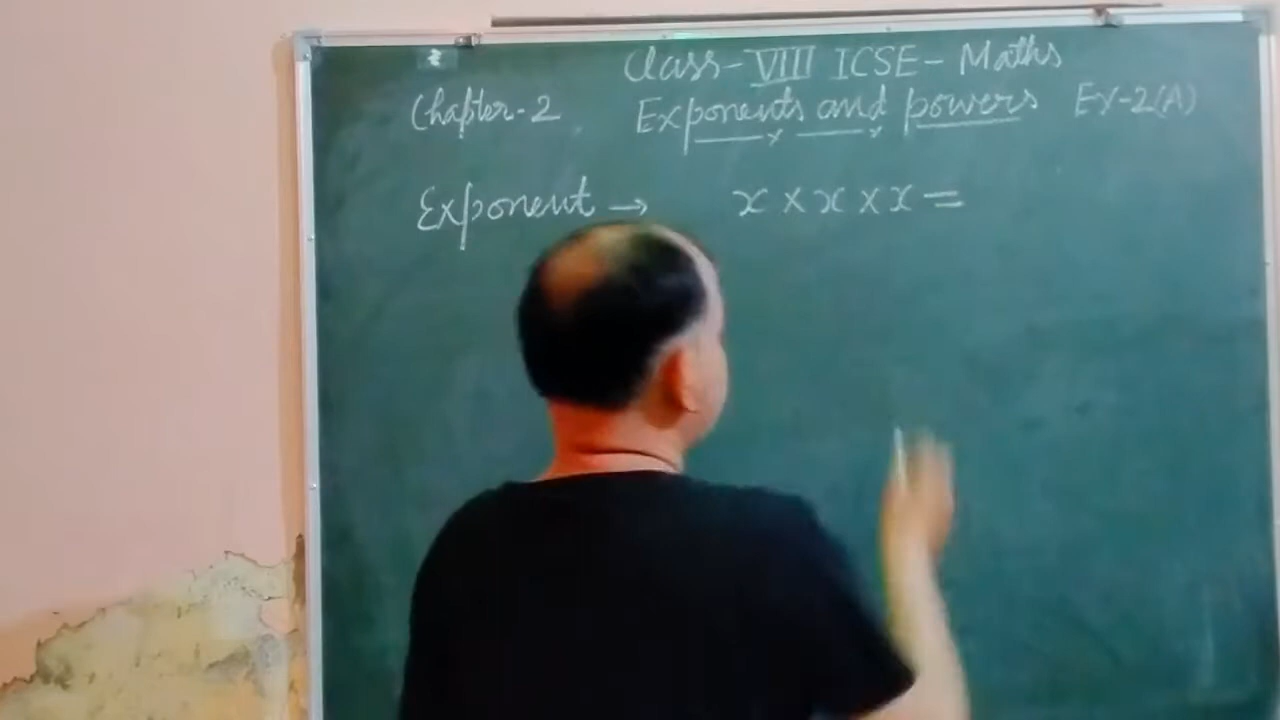 Class-VIII ICSE- Maths
Chapter-2 Exponents and powers Ex-2(A)
Exponent → x × x × x =